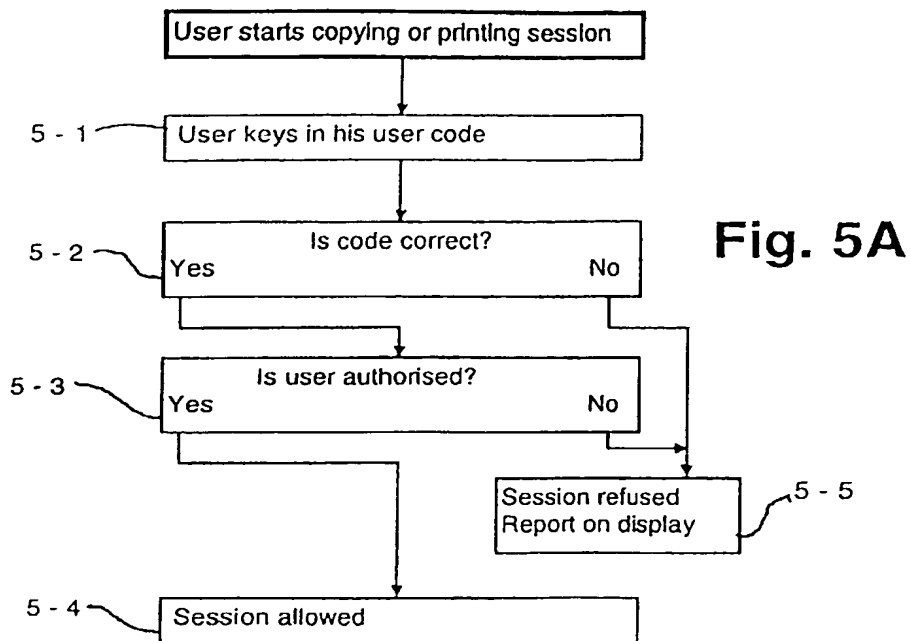 User starts copying or printing session
5 - 1
User keys in his user code
Is code correct?
5 - 2
Yes
No
Fig. 5A
Is user authorised?
5 - 3
Yes
No
Session refused
Report on display
5 - 5
5 - 4
Session allowed